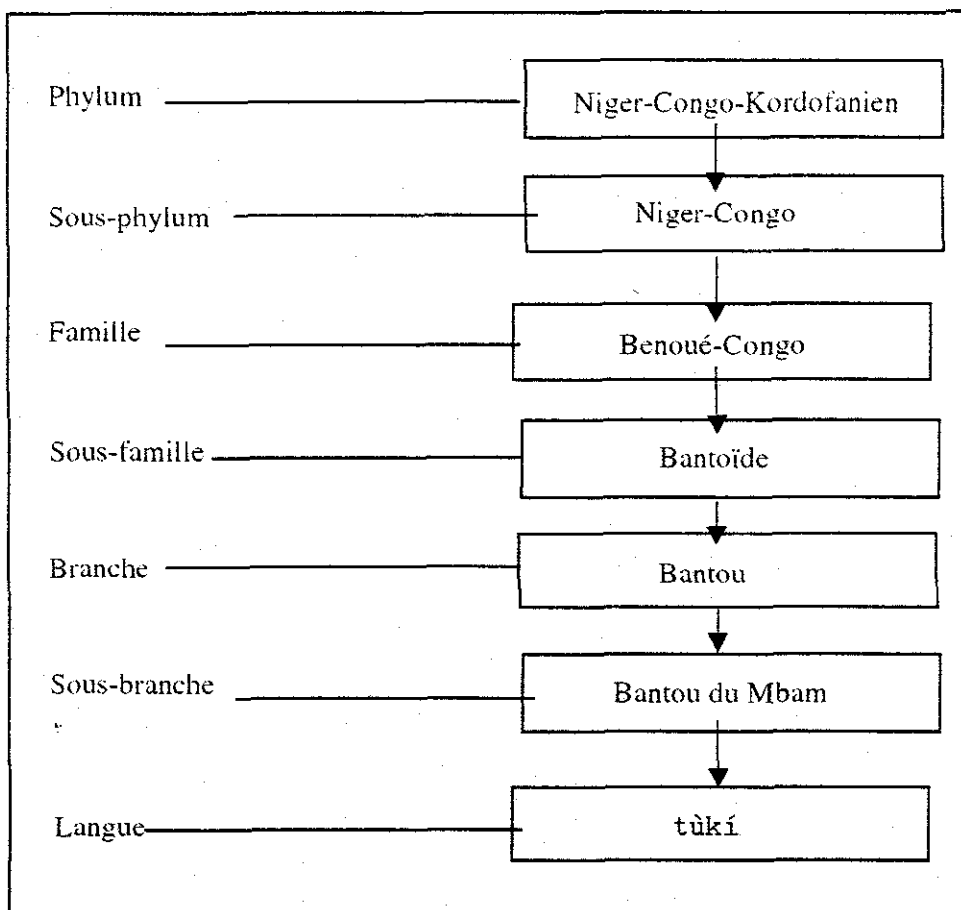 Phylum Niger-Congo-Kordofanien
Sous-phylum Niger-Congo
Famille Benoué-Congo
Sous-famille Bantoïde
Branche Bantou
Sous-branche Bantou du Mbam
Langue tùkí